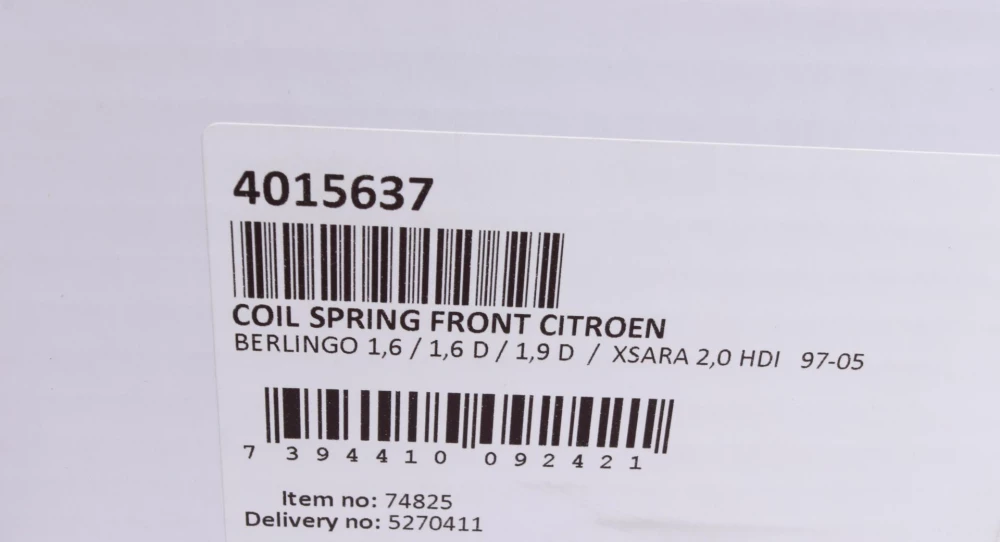 4015637
COIL SPRING FRONT CITROEN
BERLINGO 1,6 / 1,6 D / 1,9 D / XSARA 2,0 HDI 97-05
7 394410 092421
Item no: 74825
Delivery no: 5270411